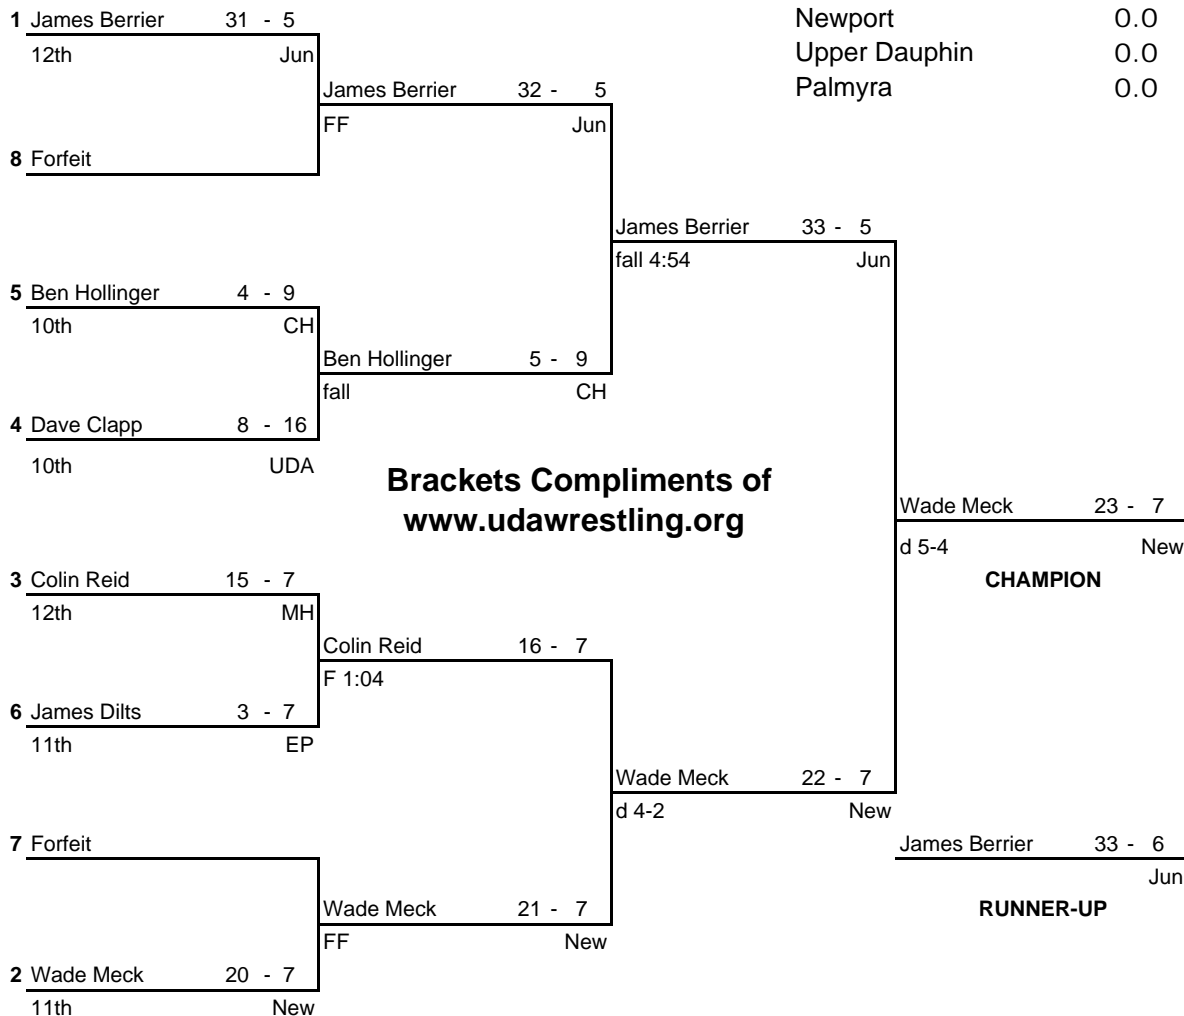 1 James Berrier 31 - 5
12th Jun
Newport 0.0
Upper Dauphin 0.0
Palmyra 0.0
James Berrier 32 - 5
FF Jun
8 Forfeit
James Berrier 33 - 5
fall 4:54 Jun
5 Ben Hollinger 4 - 9
10th CH
Ben Hollinger 5 - 9
fall CH
4 Dave Clapp 8 - 16
10th UDA
Brackets Compliments of
www.udawrestling.org
Wade Meck 23 - 7
d 5-4 New
CHAMPION
3 Colin Reid 15 - 7
12th MH
Colin Reid 16 - 7
F 1:04
6 James Dilts 3 - 7
11th EP
Wade Meck 22 - 7
d 4-2 New
7 Forfeit
James Berrier 33 - 6
Jun
RUNNER-UP
Wade Meck 21 - 7
FF New
2 Wade Meck 20 - 7
11th New